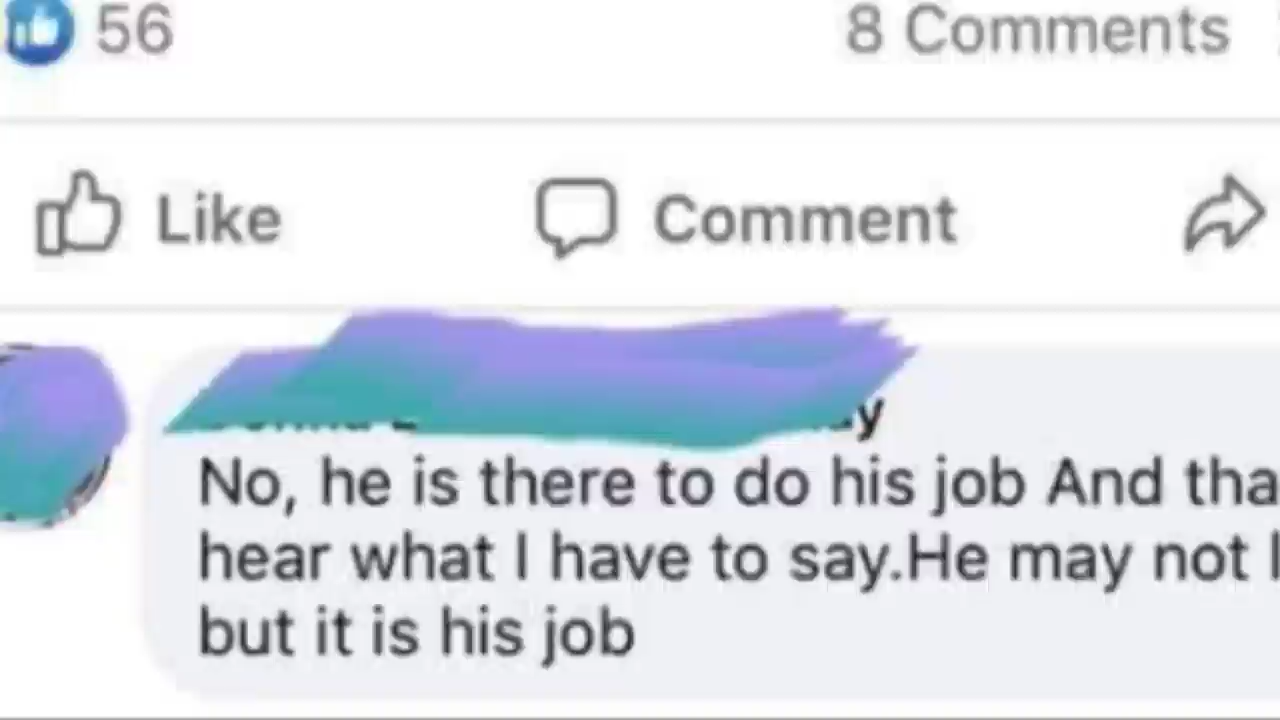 56 8 Comments
Like Comment
No, he is there to do his job And tha
hear what I have to say.He may not l
but it is his job